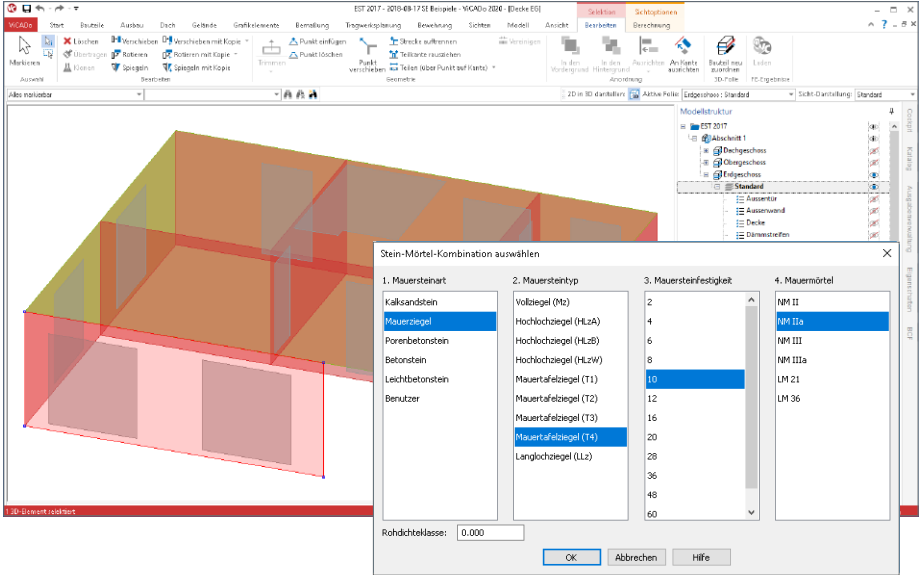 EST 2017 - 2018-08-17 SE Beispiele - ViCADo 2020 - [Decke EG]
Selektion Sichtoptionen
ViCADo Start Bauteile Ausbau Dach Gelände Grafikelemente Bemaßung Tragwerksplanung Bewehrung Sichten Modell Ansicht Bearbeiten Berechnung
Markieren
Löschen Verschieben Verschieben mit Kopie
Übertragen Rotieren Rotieren mit Kopie
Klonen Spiegeln Spiegeln mit Kopie
Trimmen
Punkt einfügen
Punkt löschen
Punkt verschieben
Strecke auftrennen
Teilkante rausziehen
Teilen (über Punkt auf Kante)
Vereinigen
In den Vordergrund
In den Hintergrund
Ausrichten
An Kante ausrichten
Bauteil neu zuordnen
Laden
Auswahl Bearbeiten Geometrie Anordnung 3D-Folie FE-Ergebnisse
Alles markierbar
2D in 3D darstellen: Aktive Folie: Erdgeschoss : Standard Sicht-Darstellung: Standard
Modellstruktur
EST 2017
Abschnitt 1
Dachgeschoss
Obergeschoss
Erdgeschoss
Standard
Aussentür
Aussenwand
Decke
Dämmstreifen
Cockpit
Katalog
Ausgabeverwaltung
Eigenschaften
BCF
Stein-Mörtel-Kombination auswählen
1. Mauersteinart
Kalksandstein
Mauerziegel
Porenbetonstein
Betonstein
Leichtbetonstein
Benutzer
2. Mauersteintyp
Vollziegel (Mz)
Hochlochziegel (HLzA)
Hochlochziegel (HLzB)
Hochlochziegel (HLzW)
Mauertafelziegel (T1)
Mauertafelziegel (T2)
Mauertafelziegel (T3)
Mauertafelziegel (T4)
Langlochziegel (LLz)
3. Mauersteinfestigkeit
2
4
6
8
10
12
16
20
28
36
48
60
4. Mauermörtel
NM II
NM IIa
NM III
NM IIIa
LM 21
LM 36
Rohdichteklasse: 0.000
OK Abbrechen Hilfe
1 3D-Element selektiert